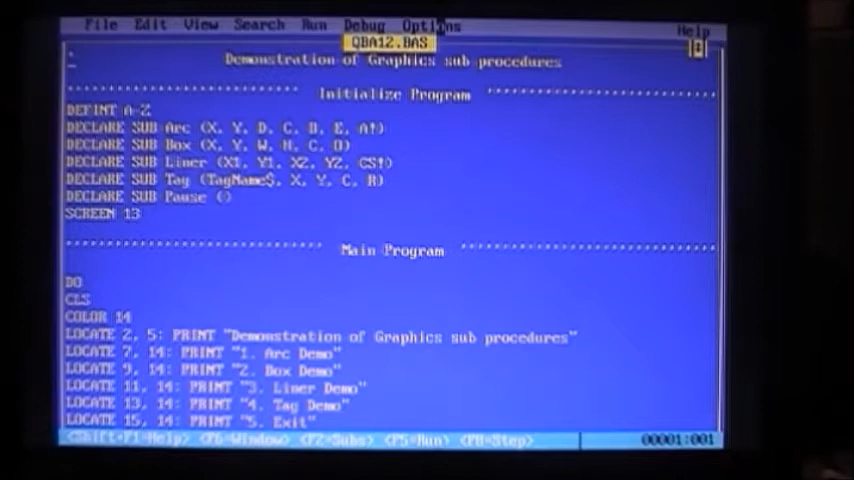 File Edit View Search Run Debug Options Help
QBA12.BAS
' Demonstration of Graphics sub procedures
Initialize Program
DEFINT A-Z
DECLARE SUB Arc (X, Y, D, C, B, E, A!)
DECLARE SUB Box (X, Y, W, H, C, O)
DECLARE SUB Liner (X1, Y1, X2, Y2, CS!)
DECLARE SUB Tag (TagName$, X, Y, C, R)
DECLARE SUB Pause ()
SCREEN 13
Main Program
DO
CLS
COLOR 14
LOCATE 2, 5: PRINT "Demonstration of Graphics sub procedures"
LOCATE 7, 14: PRINT "1. Arc Demo"
LOCATE 9, 14: PRINT "2. Box Demo"
LOCATE 11, 14: PRINT "3. Liner Demo"
LOCATE 13, 14: PRINT "4. Tag Demo"
LOCATE 15, 14: PRINT "5. Exit"
<Shift+F1=Help> <F6=Window> <F2=Subs> <F5=Run> <F8=Step> 00001:001